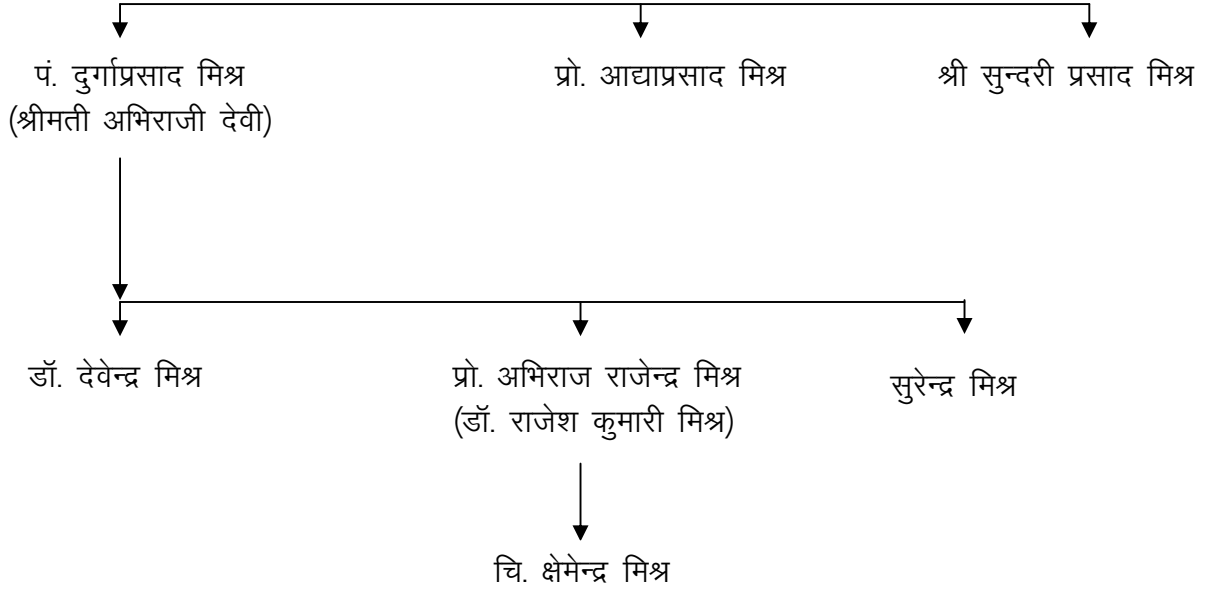 पं. दुर्गाप्रसाद मिश्र
(श्रीमती अभिराजी देवी)
प्रो. आद्याप्रसाद मिश्र
श्री सुन्दरी प्रसाद मिश्र
डॉ. देवेन्द्र मिश्र
प्रो. अभिराज राजेन्द्र मिश्र
(डॉ. राजेश कुमारी मिश्र)
सुरेन्द्र मिश्र
चि. क्षेमेन्द्र मिश्र